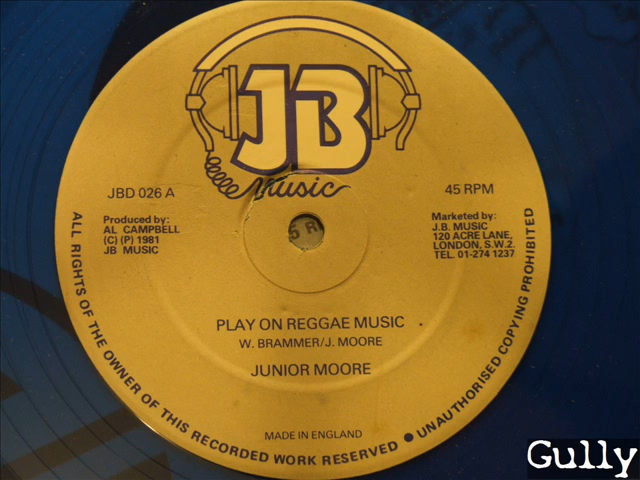 JB
Music
JBD 026 A
45 RPM
Produced by:
AL CAMPBELL
(C) (P) 1981
JB MUSIC
Marketed by:
J.B. MUSIC
120 ACRE LANE,
LONDON, S.W.2.
TEL. 01-274 1237
5 R
PLAY ON REGGAE MUSIC
W. BRAMMER/J. MOORE
JUNIOR MOORE
MADE IN ENGLAND
ALL RIGHTS OF THE OWNER OF THIS RECORDED WORK RESERVED ● UNAUTHORISED COPYING PROHIBITED
Gully